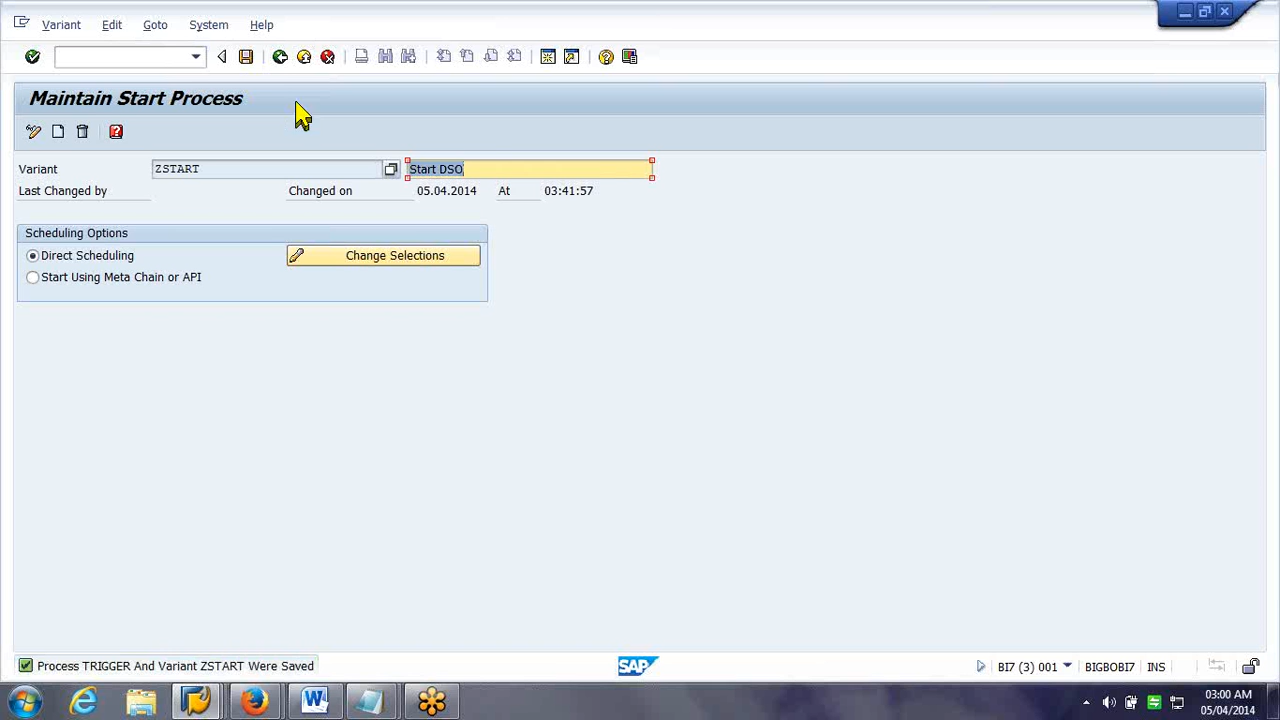 Variant Edit Goto System Help
Maintain Start Process
Variant ZSTART Start DSO
Last Changed by Changed on 05.04.2014 At 03:41:57
Scheduling Options
Direct Scheduling Change Selections
Start Using Meta Chain or API
Process TRIGGER And Variant ZSTART Were Saved SAP BI7 (3) 001 BIGBOBI7 INS
03:00 AM
05/04/2014